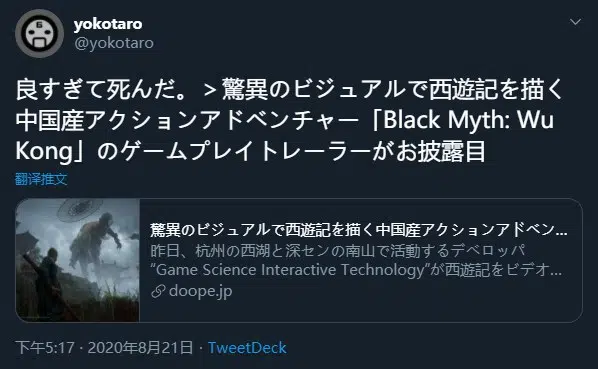 yokotaro
@yokotaro
良すぎて死んだ。＞驚異のビジュアルで西遊記を描く
中国産アクションアドベンチャー「Black Myth: Wu
Kong」のゲームプレイトレーラーがお披露目
翻译推文
驚異のビジュアルで西遊記を描く中国産アクションアドベン...
昨日、杭州の西湖と深センの南山で活動するデベロッパ
“Game Science Interactive Technology”が西遊記をビデオ...
doope.jp
下午5:17 · 2020年8月21日 · TweetDeck